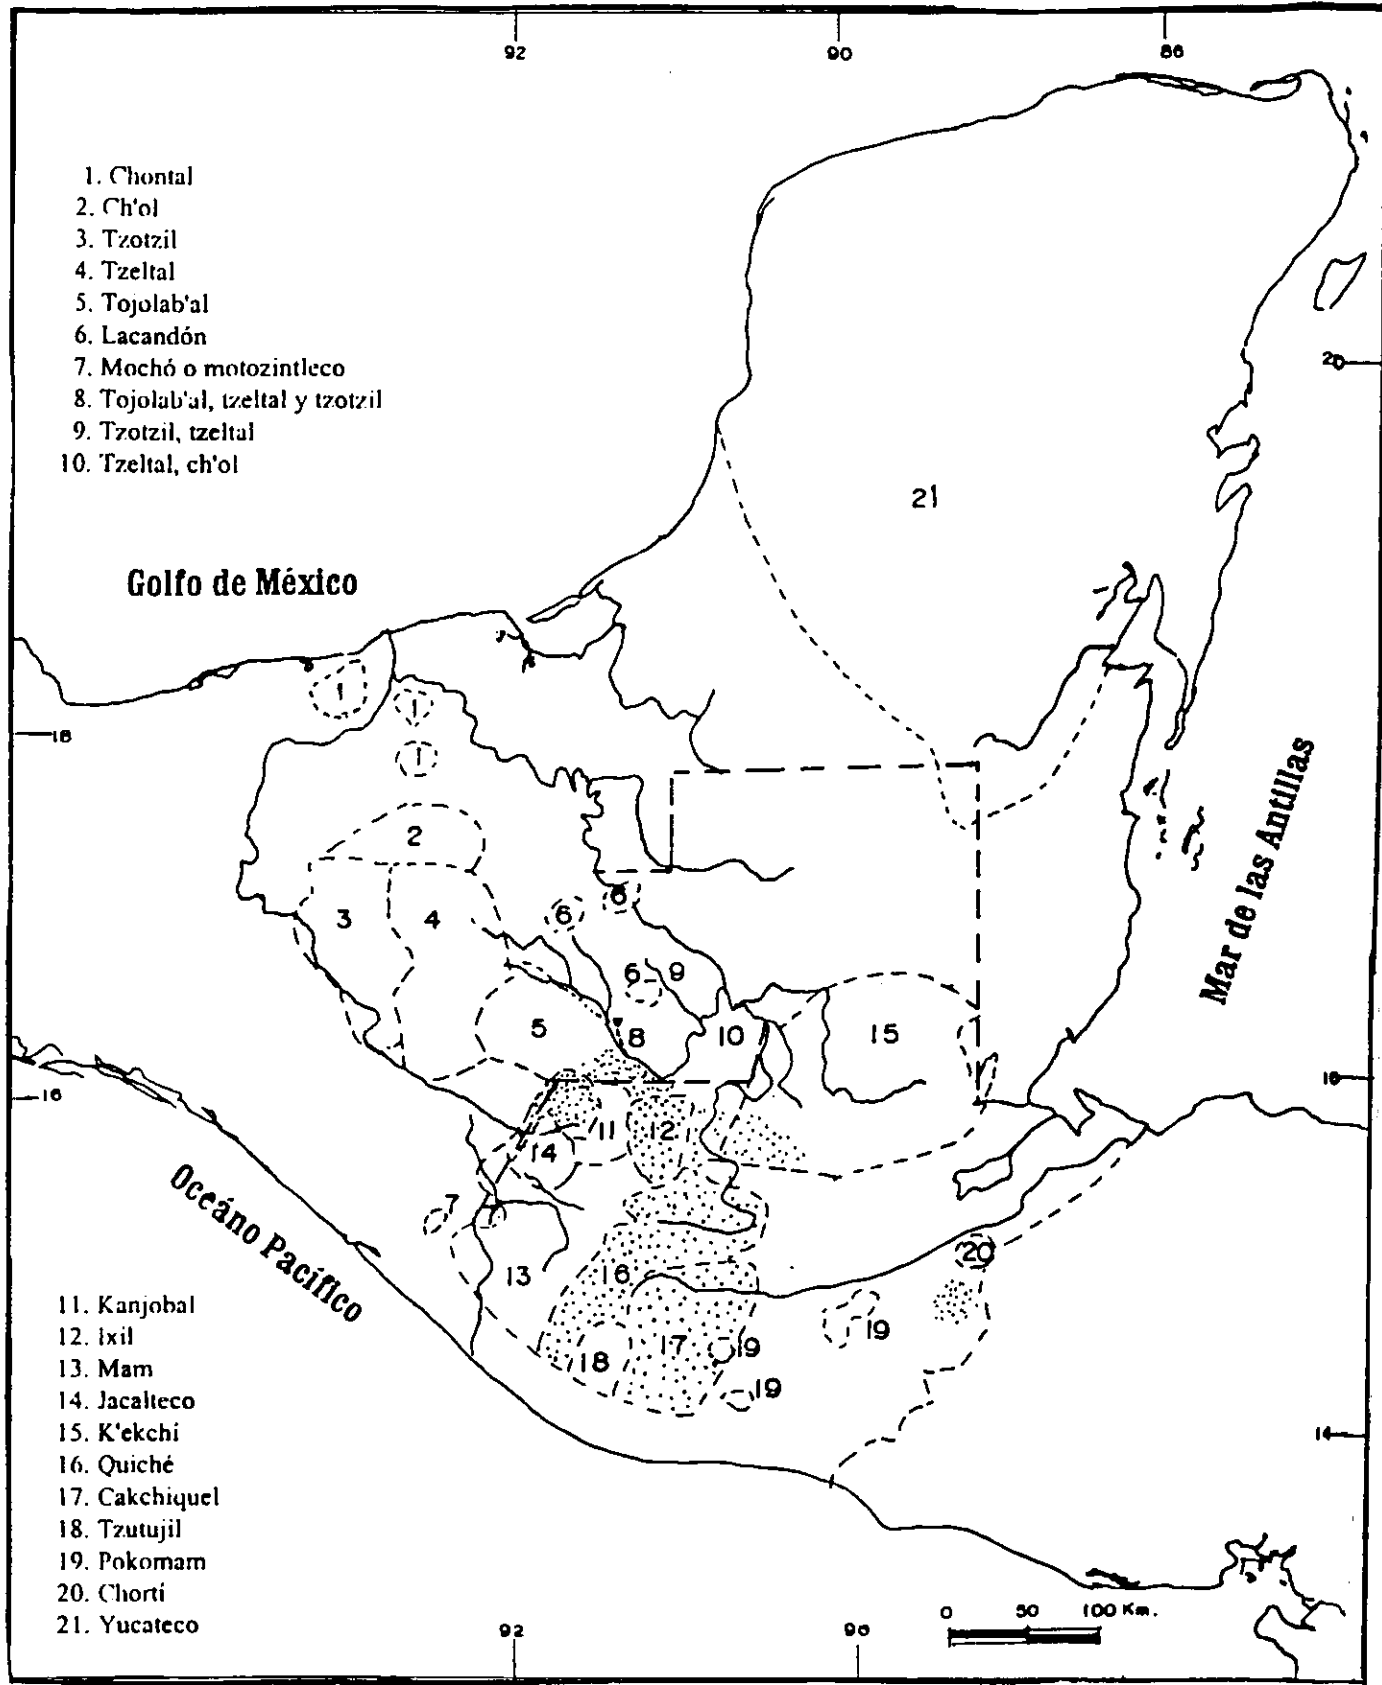 92
90
86
1. Chontal
2. Ch'ol
3. Tzotzil
4. Tzeltal
5. Tojolab'al
6. Lacandón
7. Mochó o motozintleco
8. Tojolab'al, tzeltal y tzotzil
9. Tzotzil, tzeltal
10. Tzeltal, ch'ol
20
21
Golfo de México
1
1
18
1
Mar de las Antillas
2
6
6
3
4
6
9
5
8
10
15
16
16
11
12
14
7
Oceáno Pacífico
20
13
16
19
17
19
18
19
14
11. Kanjobal
12. Ixil
13. Mam
14. Jacalteco
15. K'ekchí
16. Quiché
17. Cakchiquel
18. Tzutujil
19. Pokomam
20. Chortí
21. Yucateco
0 50 100 Km.
92
90